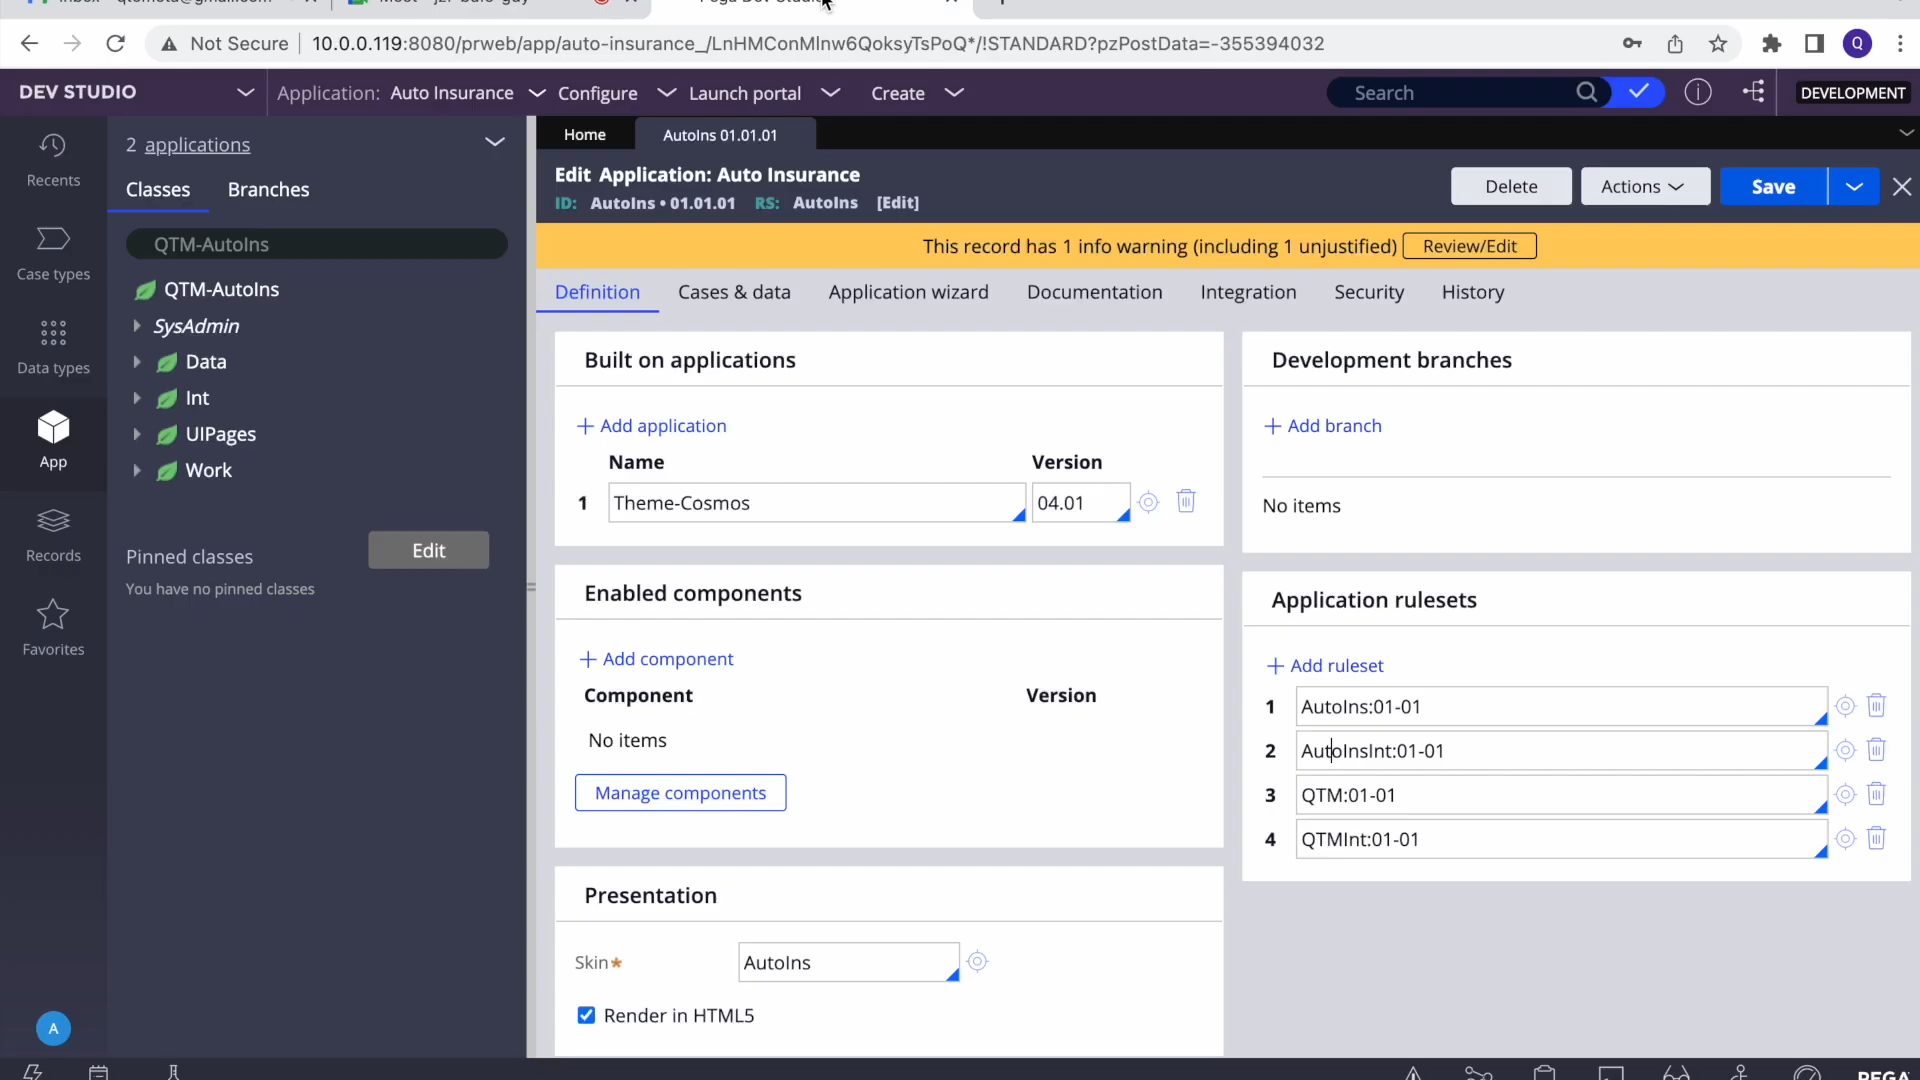 Not Secure
10.0.0.119:8080/prweb/app/auto-insurance_/LnHMConMlnw6QoksyTsPoQ*/!STANDARD?pzPostData=-355394032
Q
DEV STUDIO
Application: Auto Insurance
Configure
Launch portal
Create
Search
DEVELOPMENT
Recents
Case types
Data types
App
Records
Favorites
A
2 applications
Classes
Branches
QTM-AutoIns
QTM-AutoIns
SysAdmin
Data
Int
UIPages
Work
Pinned classes
Edit
You have no pinned classes
Home
AutoIns 01.01.01
Edit Application: Auto Insurance
ID: AutoIns • 01.01.01 RS: AutoIns [Edit]
Delete
Actions
Save
This record has 1 info warning (including 1 unjustified)
Review/Edit
Definition
Cases & data
Application wizard
Documentation
Integration
Security
History
Built on applications
+ Add application
Name
Version
1
Theme-Cosmos
04.01
Enabled components
+ Add component
Component
Version
No items
Manage components
Presentation
Skin*
AutoIns
Render in HTML5
Development branches
+ Add branch
No items
Application rulesets
+ Add ruleset
1 AutoIns:01-01
2 AutoInsInt:01-01
3 QTM:01-01
4 QTMInt:01-01
PEGA